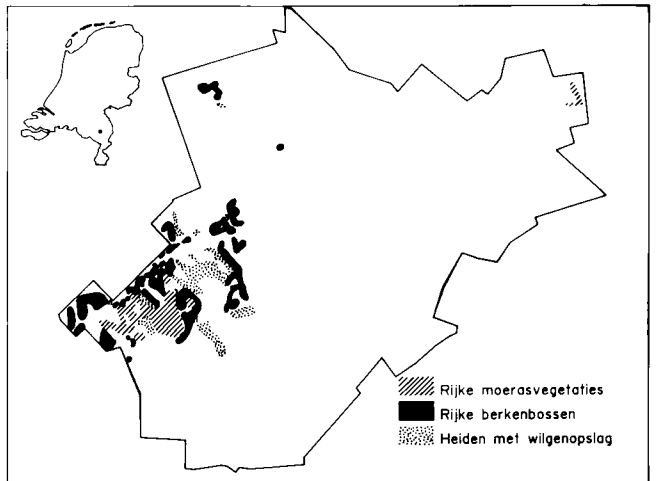 Rijke moerasvegetaties
Rijke berkenbossen
Heiden met wilgenopslag